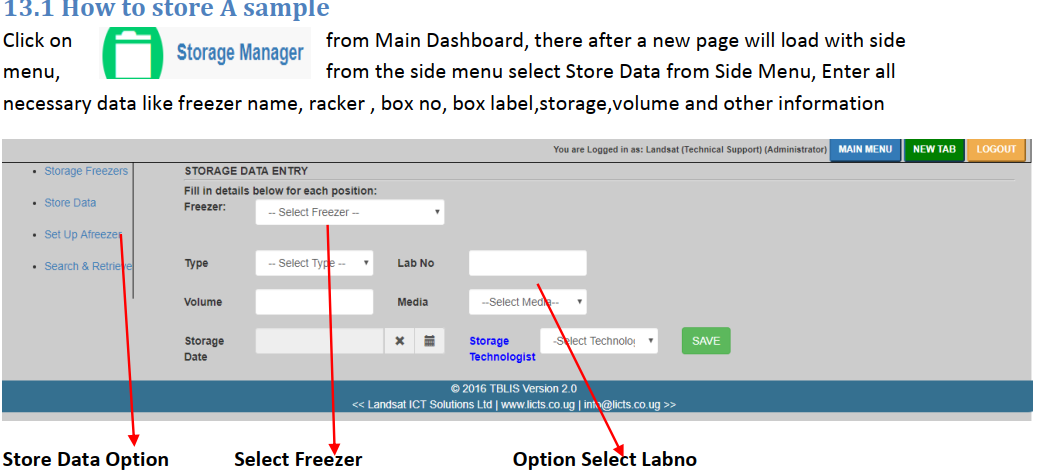 13.1 How to store A sample
Click on Storage Manager from Main Dashboard, there after a new page will load with side
menu, from the side menu select Store Data from Side Menu, Enter all
necessary data like freezer name, racker , box no, box label,storage,volume and other information
You are Logged in as: Landsat (Technical Support) (Administrator) MAIN MENU NEW TAB LOGOUT
• Storage Freezers
• Store Data
• Set Up Afreezer
• Search & Retrieve
STORAGE DATA ENTRY
Fill in details below for each position:
Freezer: -- Select Freezer --
Type -- Select Type -- Lab No
Volume Media --Select Media--
Storage Date Storage Technologist -Select Technolog SAVE
© 2016 TBLIS Version 2.0
<< Landsat ICT Solutions Ltd | www.licts.co.ug | info@licts.co.ug >>
Store Data Option Select Freezer Option Select Labno